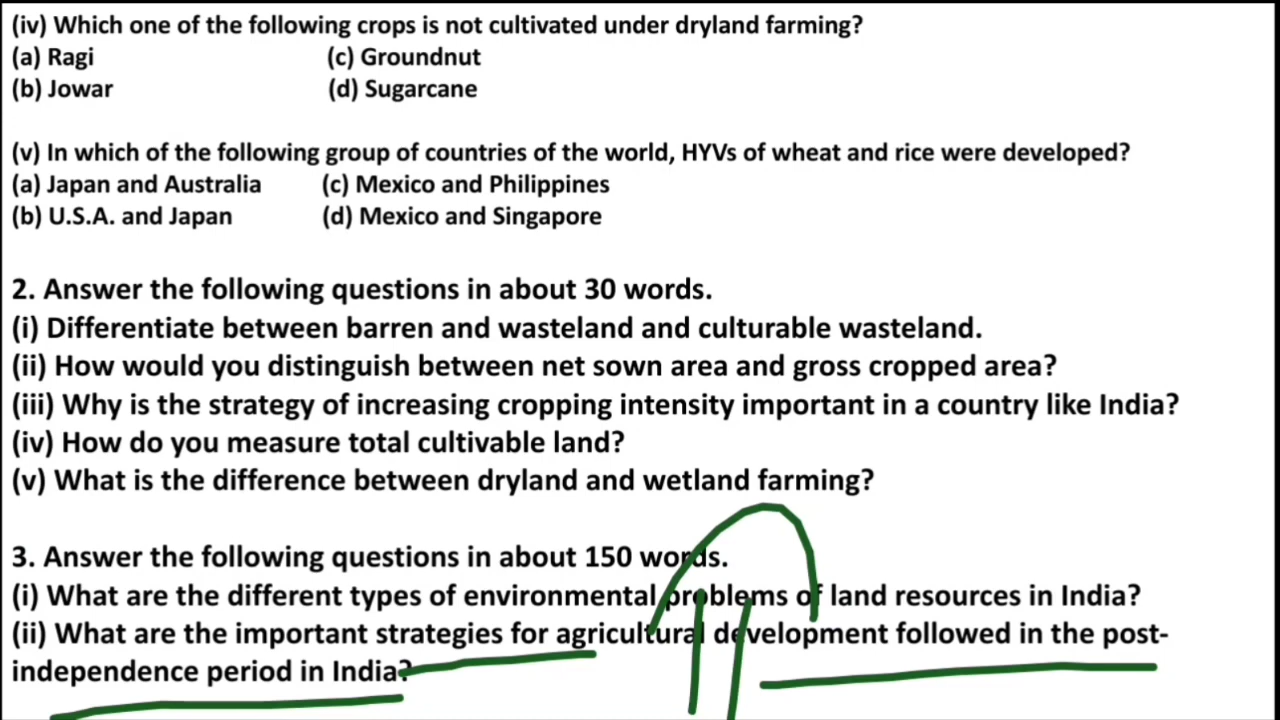 (iv) Which one of the following crops is not cultivated under dryland farming?
(a) Ragi (c) Groundnut
(b) Jowar (d) Sugarcane
(v) In which of the following group of countries of the world, HYVs of wheat and rice were developed?
(a) Japan and Australia (c) Mexico and Philippines
(b) U.S.A. and Japan (d) Mexico and Singapore
2. Answer the following questions in about 30 words.
(i) Differentiate between barren and wasteland and culturable wasteland.
(ii) How would you distinguish between net sown area and gross cropped area?
(iii) Why is the strategy of increasing cropping intensity important in a country like India?
(iv) How do you measure total cultivable land?
(v) What is the difference between dryland and wetland farming?
3. Answer the following questions in about 150 words.
(i) What are the different types of environmental problems of land resources in India?
(ii) What are the important strategies for agricultural development followed in the post-
independence period in India?